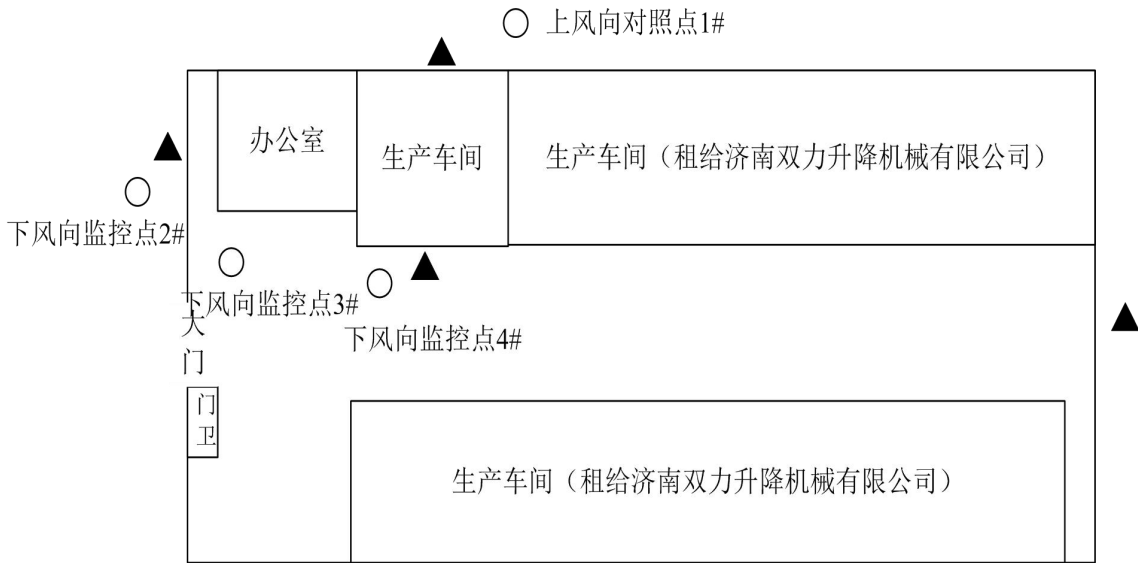 上风向对照点1#
办公室
生产车间
生产车间（租给济南双力升降机械有限公司）
下风向监控点2#
下风向监控点3#
下风向监控点4#
大门
门卫
生产车间（租给济南双力升降机械有限公司）